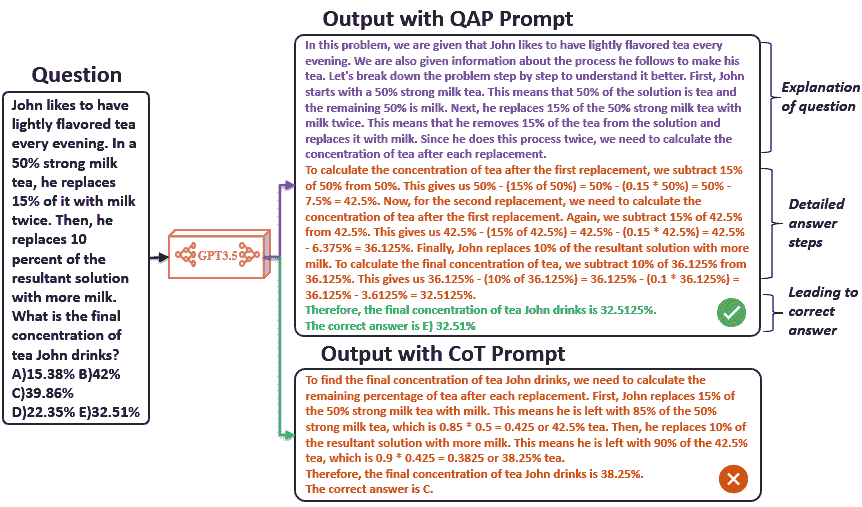 Output with QAP Prompt
Question
John likes to have
lightly flavored tea
every evening. In a
50% strong milk
tea, he replaces
15% of it with milk
twice. Then, he
replaces 10
percent of the
resultant solution
with more milk.
What is the final
concentration of
tea John drinks?
A)15.38% B)42%
C)39.86%
D)22.35% E)32.51%
GPT3.5
In this problem, we are given that John likes to have lightly flavored tea every
evening. We are also given information about the process he follows to make his
tea. Let's break down the problem step by step to understand it better. First, John
starts with a 50% strong milk tea. This means that 50% of the solution is tea and
the remaining 50% is milk. Next, he replaces 15% of the 50% strong milk tea with
milk twice. This means that he removes 15% of the tea from the solution and
replaces it with milk. Since he does this process twice, we need to calculate the
concentration of tea after each replacement.
To calculate the concentration of tea after the first replacement, we subtract 15%
of 50% from 50%. This gives us 50% - (15% of 50%) = 50% - (0.15 * 50%) = 50% -
7.5% = 42.5%. Now, for the second replacement, we need to calculate the
concentration of tea after the first replacement. Again, we subtract 15% of 42.5%
from 42.5%. This gives us 42.5% - (15% of 42.5%) = 42.5% - (0.15 * 42.5%) = 42.5%
- 6.375% = 36.125%. Finally, John replaces 10% of the resultant solution with more
milk. To calculate the final concentration of tea, we subtract 10% of 36.125% from
36.125%. This gives us 36.125% - (10% of 36.125%) = 36.125% - (0.1 * 36.125%) =
36.125% - 3.6125% = 32.5125%.
Therefore, the final concentration of tea John drinks is 32.5125%.
The correct answer is E) 32.51%
Explanation
of question
Detailed
answer
steps
Leading to
correct
answer
Output with CoT Prompt
To find the final concentration of tea John drinks, we need to calculate the
remaining percentage of tea after each replacement. First, John replaces 15% of
the 50% strong milk tea with milk. This means he is left with 85% of the 50%
strong milk tea, which is 0.85 * 0.5 = 0.425 or 42.5% tea. Then, he replaces 10% of
the resultant solution with more milk. This means he is left with 90% of the 42.5%
tea, which is 0.9 * 0.425 = 0.3825 or 38.25% tea.
Therefore, the final concentration of tea John drinks is 38.25%.
The correct answer is C.